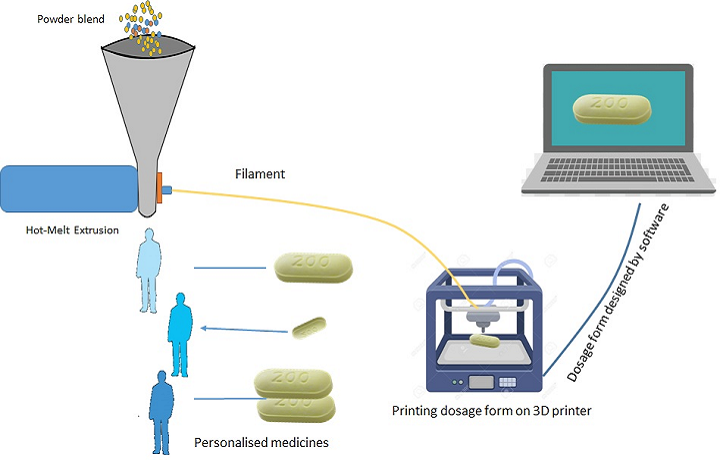 Powder blend
Filament
Hot-Melt Extrusion
200
Dosage form designed by software
200
200
200
Printing dosage form on 3D printer
Personalised medicines